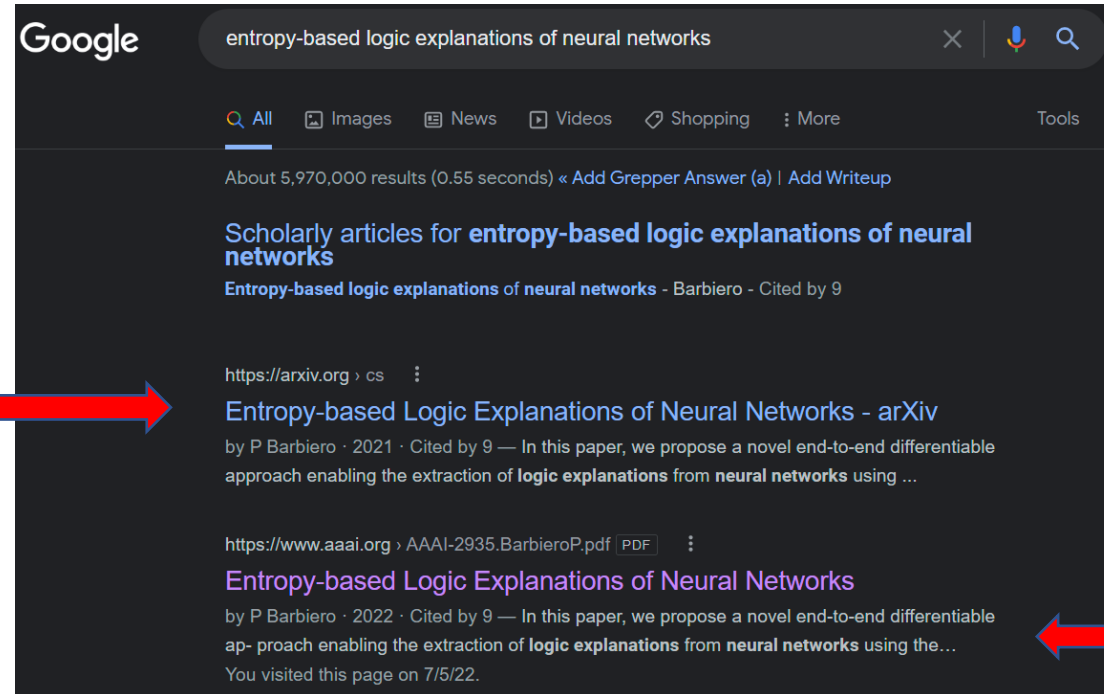 Google
entropy-based logic explanations of neural networks
All Images News Videos Shopping More Tools
About 5,970,000 results (0.55 seconds) « Add Grepper Answer (a) | Add Writeup
Scholarly articles for entropy-based logic explanations of neural
networks
Entropy-based logic explanations of neural networks - Barbiero - Cited by 9
https://arxiv.org › cs
Entropy-based Logic Explanations of Neural Networks - arXiv
by P Barbiero · 2021 · Cited by 9 — In this paper, we propose a novel end-to-end differentiable
approach enabling the extraction of logic explanations from neural networks using ...
https://www.aaai.org › AAAI-2935.BarbieroP.pdf PDF
Entropy-based Logic Explanations of Neural Networks
by P Barbiero · 2022 · Cited by 9 — In this paper, we propose a novel end-to-end differentiable
ap- proach enabling the extraction of logic explanations from neural networks using the…
You visited this page on 7/5/22.